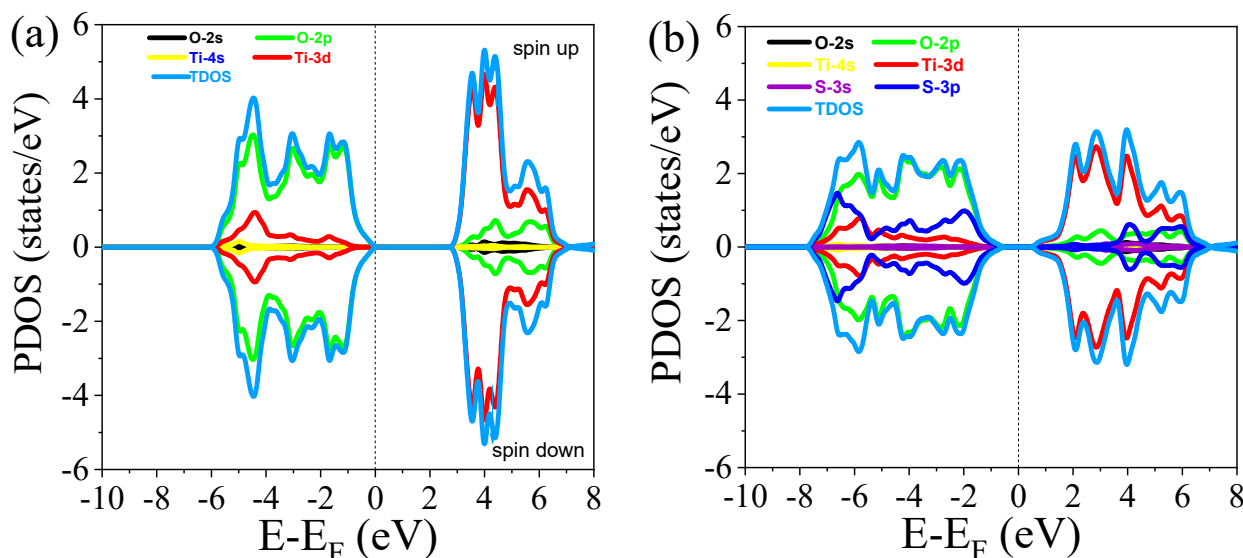 (a)
O-2s O-2p
Ti-4s Ti-3d
TDOS
spin up
spin down
PDOS (states/eV)
6
4
2
0
-2
-4
-6
-10 -8 -6 -4 -2 0 2 4 6 8
E-E_F (eV)
(b)
O-2s O-2p
Ti-4s Ti-3d
S-3s S-3p
TDOS
PDOS (states/eV)
6
4
2
0
-2
-4
-6
-10 -8 -6 -4 -2 0 2 4 6 8
E-E_F (eV)